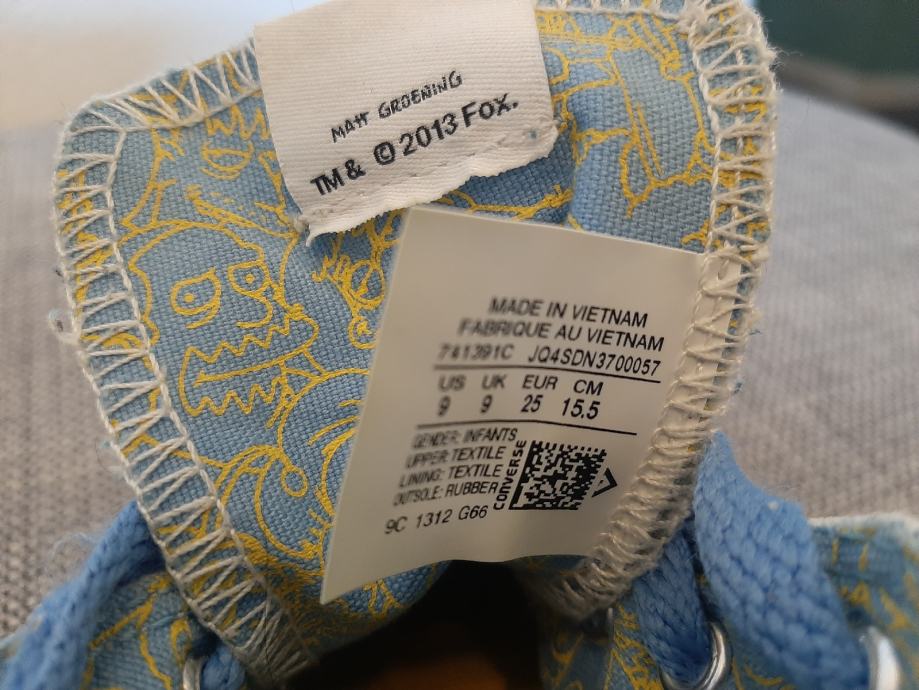 MATT GROENING
TM & © 2013 FOX.
MADE IN VIETNAM
FABRIQUE AU VIETNAM
741391C JQ4SDN3700057
US UK EUR CM
9 9 25 15.5
GENDER: INFANTS
UPPER: TEXTILE
LINING: TEXTILE
OUTSOLE: RUBBER
CONVERSE
9C 1312 G66